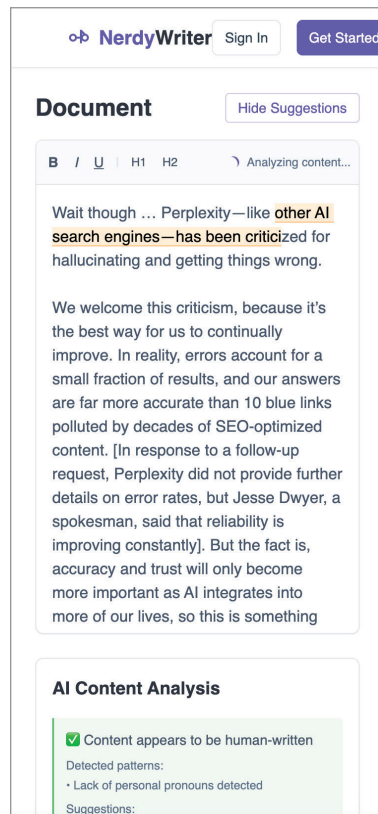 NerdyWriter Sign In Get Started
Document Hide Suggestions
B I U H1 H2 Analyzing content...
Wait though … Perplexity—like other AI
search engines—has been criticized for
hallucinating and getting things wrong.
We welcome this criticism, because it’s
the best way for us to continually
improve. In reality, errors account for a
small fraction of results, and our answers
are far more accurate than 10 blue links
polluted by decades of SEO-optimized
content. [In response to a follow-up
request, Perplexity did not provide further
details on error rates, but Jesse Dwyer, a
spokesman, said that reliability is
improving constantly]. But the fact is,
accuracy and trust will only become
more important as AI integrates into
more of our lives, so this is something
AI Content Analysis
✅ Content appears to be human-written
Detected patterns:
• Lack of personal pronouns detected
Suggestions: